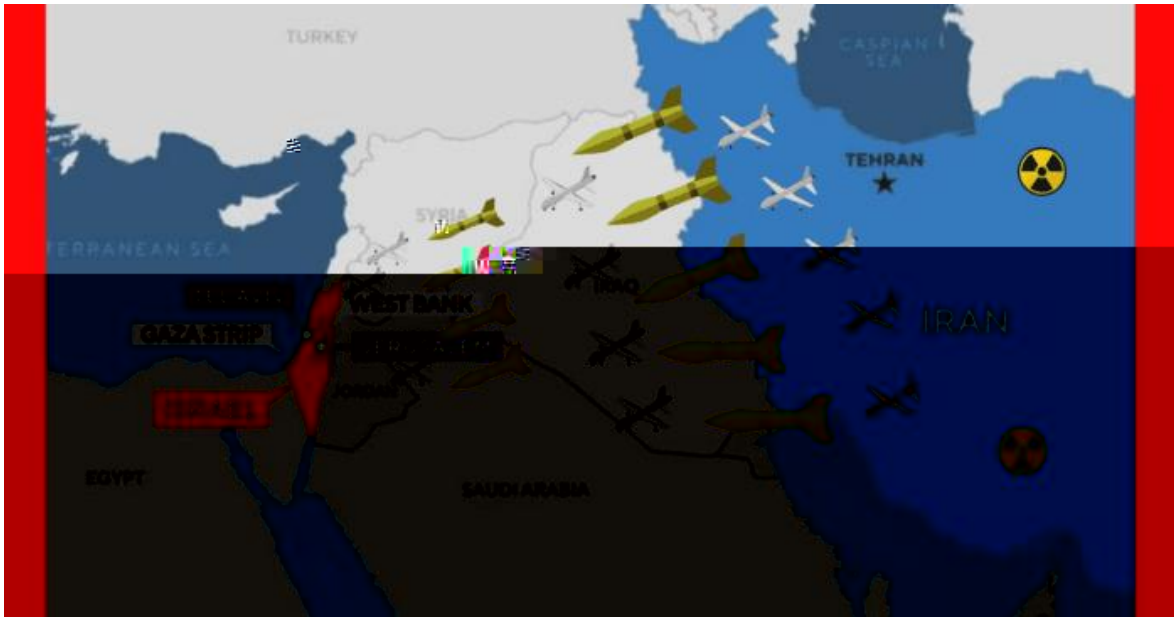 TURKEY
CASPIAN
SEA
TEHRAN
SYRIA
TERRANEAN SEA
IRAQ
WEST BANK
IRAN
GAZA STRIP
JORDAN
ISRAEL
EGYPT
SAUDI ARABIA